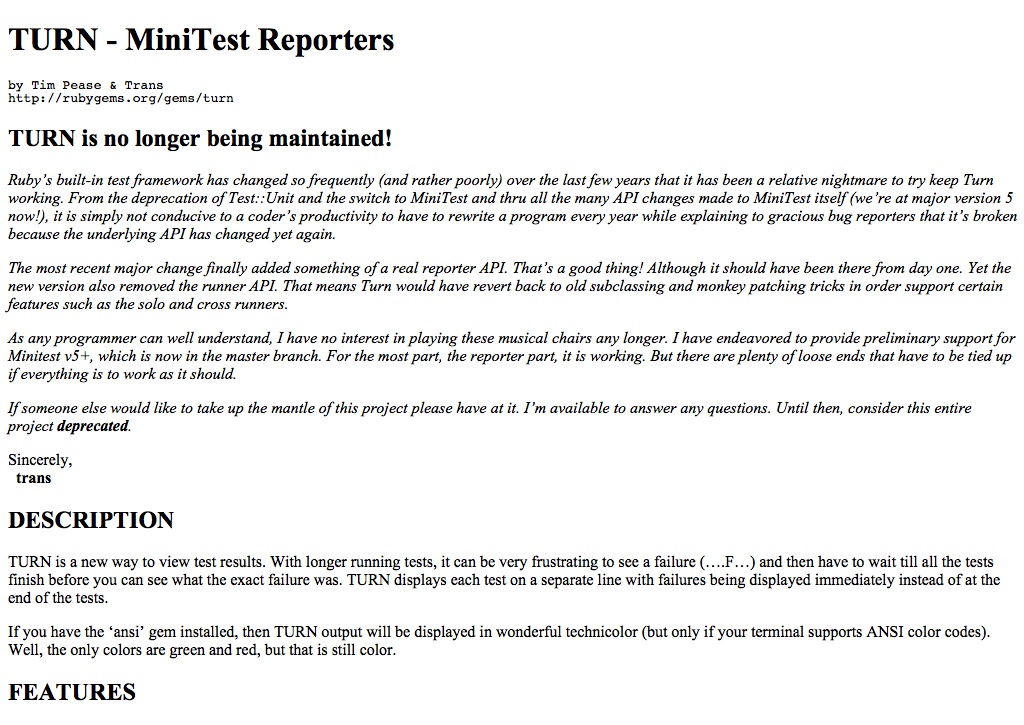 TURN - MiniTest Reporters
by Tim Pease & Trans
http://rubygems.org/gems/turn
TURN is no longer being maintained!
Ruby’s built-in test framework has changed so frequently (and rather poorly) over the last few years that it has been a relative nightmare to try keep Turn
working. From the deprecation of Test::Unit and the switch to MiniTest and thru all the many API changes made to MiniTest itself (we’re at major version 5
now!), it is simply not conducive to a coder’s productivity to have to rewrite a program every year while explaining to gracious bug reporters that it’s broken
because the underlying API has changed yet again.
The most recent major change finally added something of a real reporter API. That’s a good thing! Although it should have been there from day one. Yet the
new version also removed the runner API. That means Turn would have revert back to old subclassing and monkey patching tricks in order support certain
features such as the solo and cross runners.
As any programmer can well understand, I have no interest in playing these musical chairs any longer. I have endeavored to provide preliminary support for
Minitest v5+, which is now in the master branch. For the most part, the reporter part, it is working. But there are plenty of loose ends that have to be tied up
if everything is to work as it should.
If someone else would like to take up the mantle of this project please have at it. I’m available to answer any questions. Until then, consider this entire
project deprecated.
Sincerely,
trans
DESCRIPTION
TURN is a new way to view test results. With longer running tests, it can be very frustrating to see a failure (….F…) and then have to wait till all the tests
finish before you can see what the exact failure was. TURN displays each test on a separate line with failures being displayed immediately instead of at the
end of the tests.
If you have the ‘ansi’ gem installed, then TURN output will be displayed in wonderful technicolor (but only if your terminal supports ANSI color codes).
Well, the only colors are green and red, but that is still color.
FEATURES